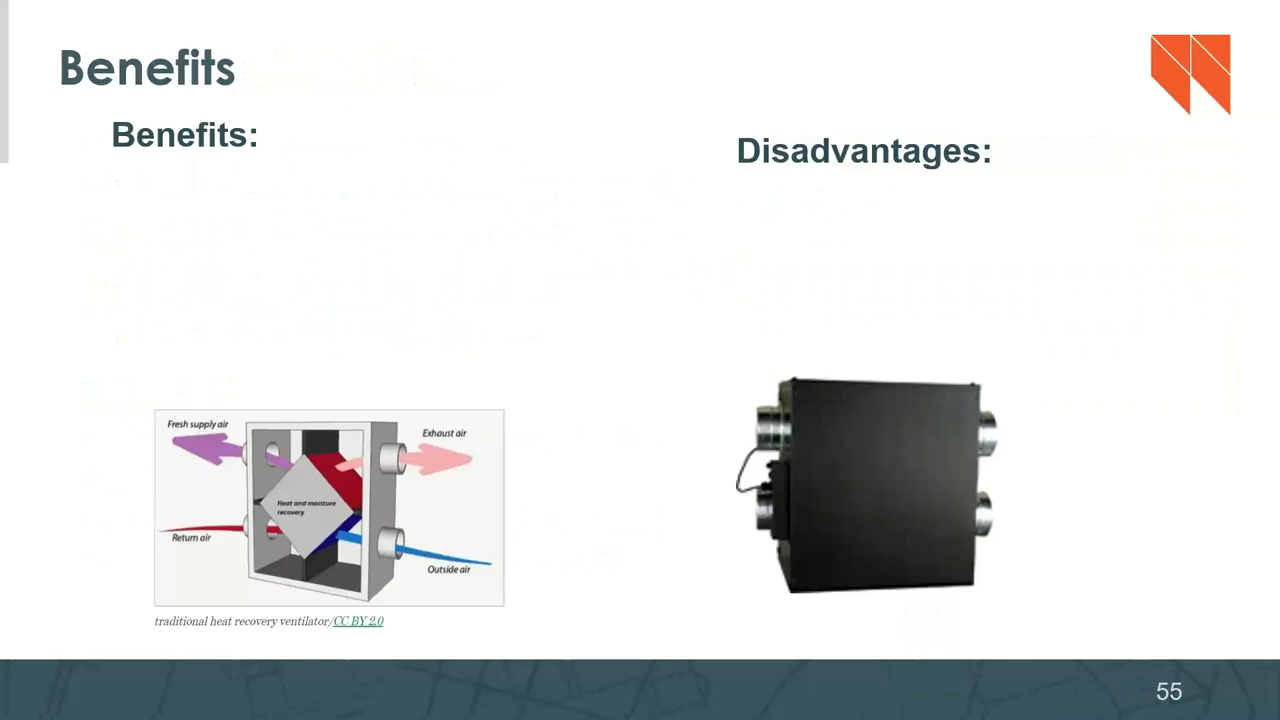 Benefits
Benefits:
Disadvantages:
Fresh supply air
Exhaust air
Heat and moisture
recovery
Return air
Outside air
traditional heat recovery ventilator/CC BY 2.0
55